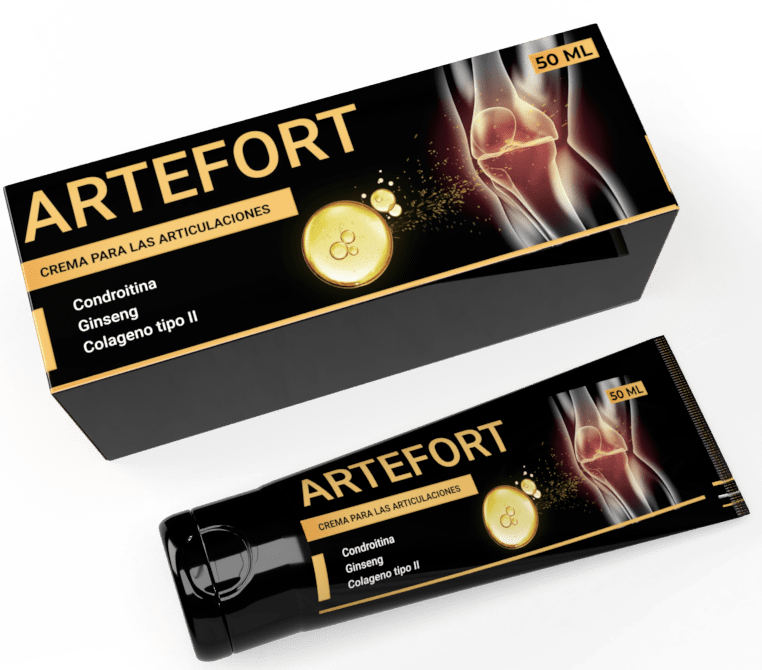 50 ML
ARTEFORT
CREMA PARA LAS ARTICULACIONES
Condroitina
Ginseng
Colageno tipo II
50 ML
ARTEFORT
CREMA PARA LAS ARTICULACIONES
Condroitina
Ginseng
Colageno tipo II